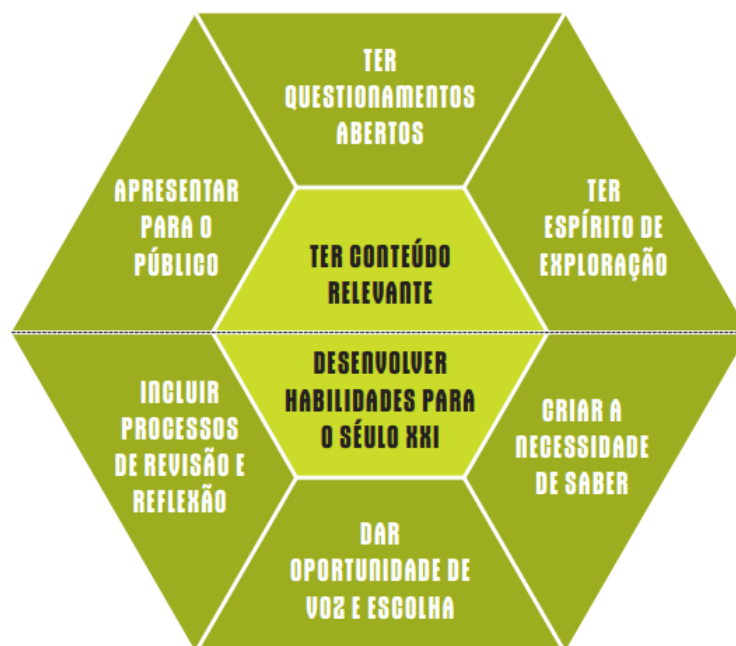 TER
QUESTIONAMENTOS
ABERTOS
APRESENTAR
PARA O
PÚBLICO
TER
ESPÍRITO DE
EXPLORAÇÃO
TER CONTEÚDO
RELEVANTE
DESENVOLVER
HABILIDADES PARA
O SÉULO XXI
INCLUIR
PROCESSOS
DE REVISÃO E
REFLEXÃO
CRIAR A
NECESSIDADE
DE SABER
DAR
OPORTUNIDADE DE
VOZ E ESCOLHA